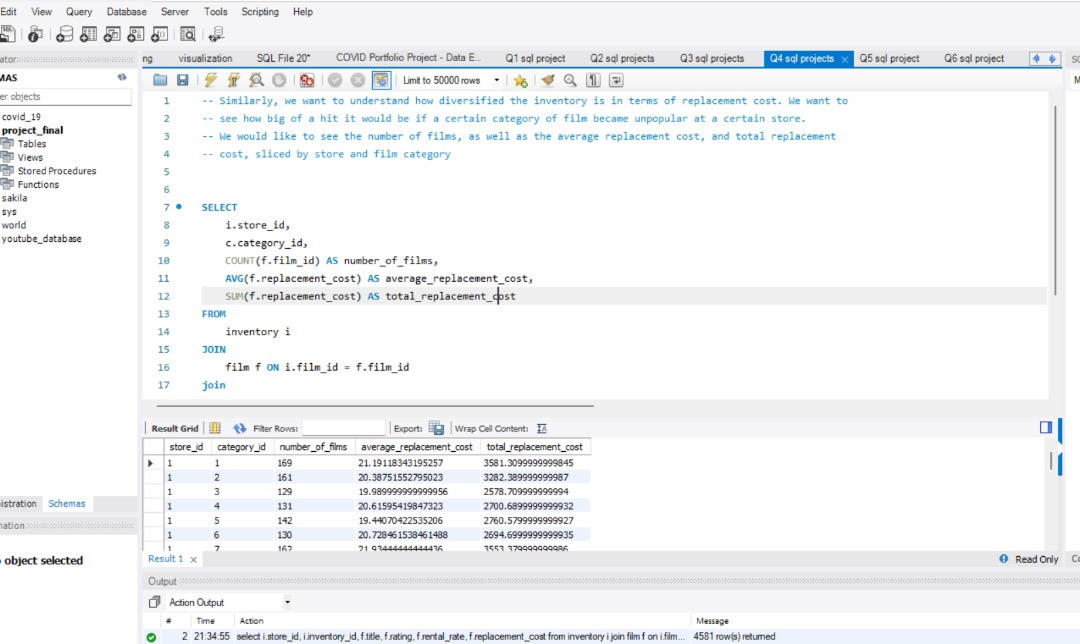 Edit View Query Database Server Tools Scripting Help
ng visualization SQL File 20* COVID Portfolio Project - Data E... Q1 sql project Q2 sql projects Q3 sql projects Q4 sql projects Q5 sql project Q6 sql project SC
MAS
er objects
covid_19
project_final
Tables
Views
Stored Procedures
Functions
sakila
sys
world
youtube_database
Limit to 50000 rows
1 -- Similarly, we want to understand how diversified the inventory is in terms of replacement cost. We want to
2 -- see how big of a hit it would be if a certain category of film became unpopular at a certain store.
3 -- We would like to see the number of films, as well as the average replacement cost, and total replacement
4 -- cost, sliced by store and film category
5
6
7 SELECT
8 i.store_id,
9 c.category_id,
10 COUNT(f.film_id) AS number_of_films,
11 AVG(f.replacement_cost) AS average_replacement_cost,
12 SUM(f.replacement_cost) AS total_replacement_cost
13 FROM
14 inventory i
15 JOIN
16 film f ON i.film_id = f.film_id
17 join
Result Grid Filter Rows: Export: Wrap Cell Content:
store_id category_id number_of_films average_replacement_cost total_replacement_cost
1 1 169 21.19118343195257 3581.3099999999845
1 2 161 20.38751552795023 3282.389999999987
1 3 129 19.989999999999956 2578.709999999994
1 4 131 20.61595419847323 2700.689999999932
1 5 142 19.44070422535206 2760.579999999927
1 6 130 20.728461538461488 2694.6999999999935
1 7 162 21.93444444444436 3553.379999999986
istration Schemas
mation
object selected
Result 1 Read Only Co
Output
Action Output
# Time Action Message
2 21:34:55 select i.store_id, i.inventory_id, f.title, f.rating, f.rental_rate, f.replacement_cost from inventory i join film f on i.film... 4581 row(s) returned